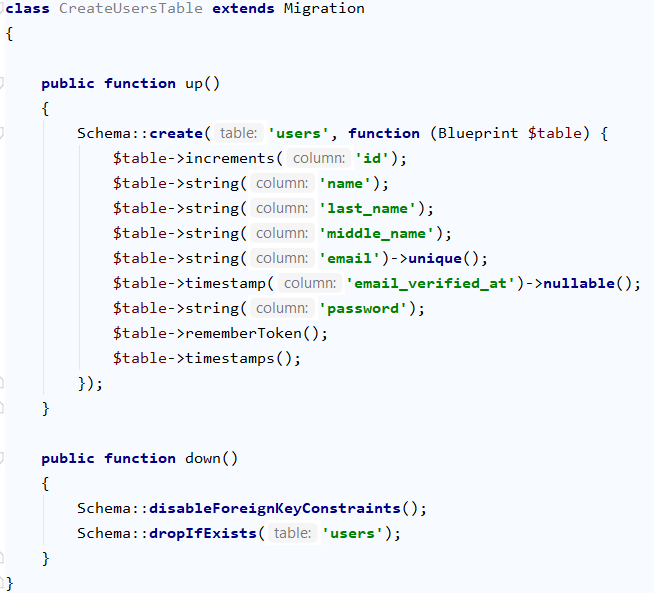 class CreateUsersTable extends Migration
{
public function up()
{
Schema::create( table: 'users', function (Blueprint $table) {
$table->increments( column: 'id');
$table->string( column: 'name');
$table->string( column: 'last_name');
$table->string( column: 'middle_name');
$table->string( column: 'email')->unique();
$table->timestamp( column: 'email_verified_at')->nullable();
$table->string( column: 'password');
$table->rememberToken();
$table->timestamps();
});
}
public function down()
{
Schema::disableForeignKeyConstraints();
Schema::dropIfExists( table: 'users');
}
}